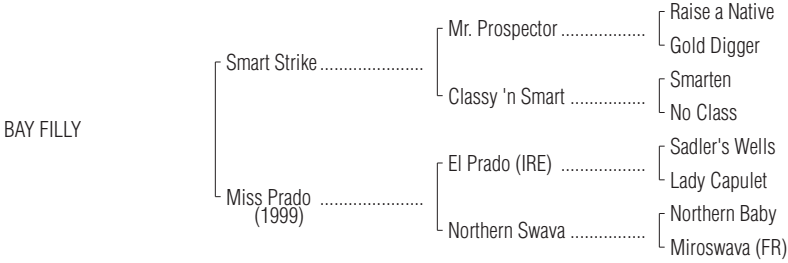 Raise a Native
Mr. Prospector ..................
Gold Digger
Smart Strike ......................
Smarten
Classy 'n Smart ................
No Class
BAY FILLY
Sadler's Wells
El Prado (IRE) ..................
Lady Capulet
Miss Prado ......................
(1999)
Northern Baby
Northern Swava ................
Miroswava (FR)